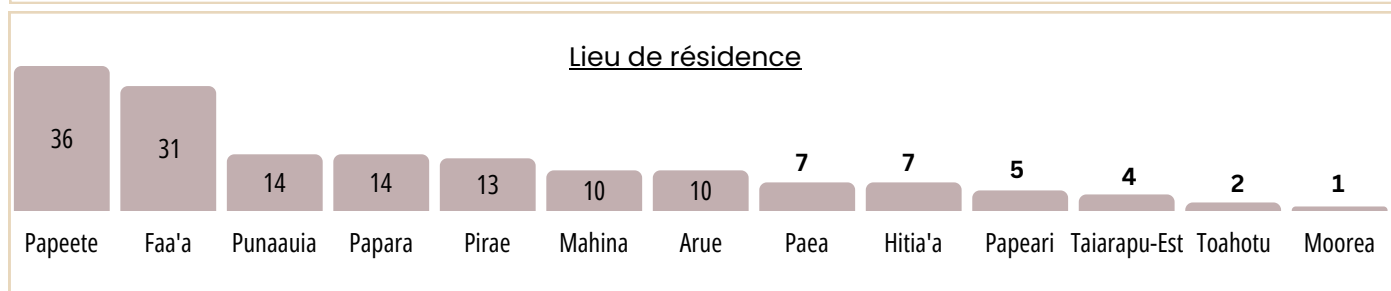 Lieu de résidence
36 31 14 14 13 10 10 7 7 5 4 2 1
Papeete Faa'a Punaauia Papara Pirae Mahina Arue Paea Hitia'a Papeari Taiarapu-Est Toahotu Moorea